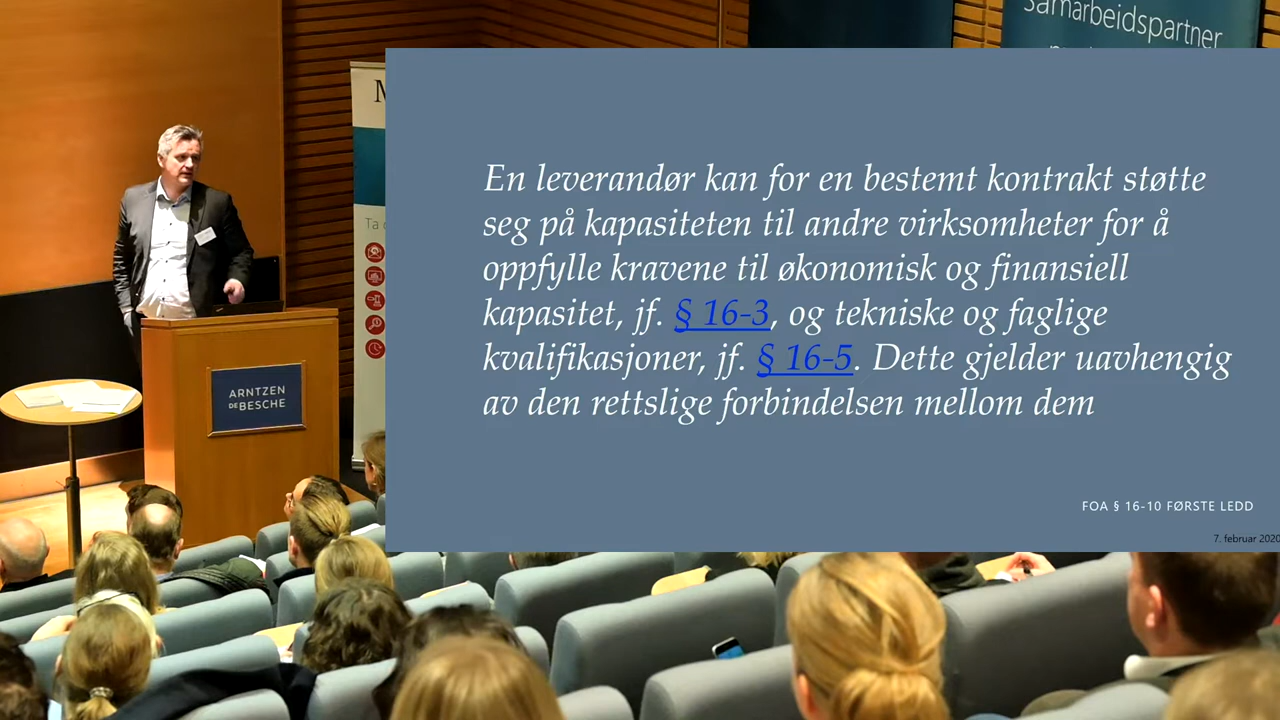 Samarbeidspartner
M
Ta
En leverandør kan for en bestemt kontrakt støtte
seg på kapasiteten til andre virksomheter for å
oppfylle kravene til økonomisk og finansiell
kapasitet, jf. § 16-3, og tekniske og faglige
kvalifikasjoner, jf. § 16-5. Dette gjelder uavhengig
av den rettslige forbindelsen mellom dem
ARNTZEN
DE BESCHE
FOA § 16-10 FØRSTE LEDD
7. februar 2020